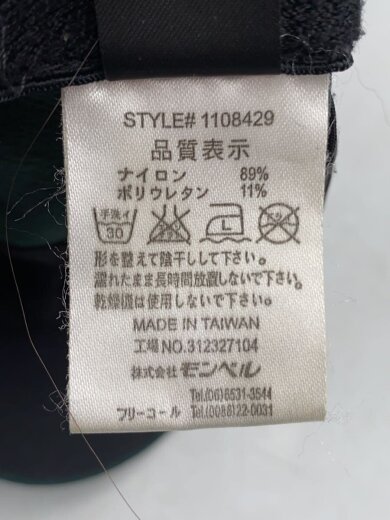 STYLE# 1108429
品質表示
ナイロン 89%
ポリウレタン 11%
手洗イ 30 L
形を整えて陰干しして下さい。
濡れたまま長時間放置しないで下さい。
乾燥機は使用しないで下さい。
MADE IN TAIWAN
工場NO.312327104
株式会社 モンベル
Tel.(06)6531-3544
フリーコール Tel.(0088)22-0031